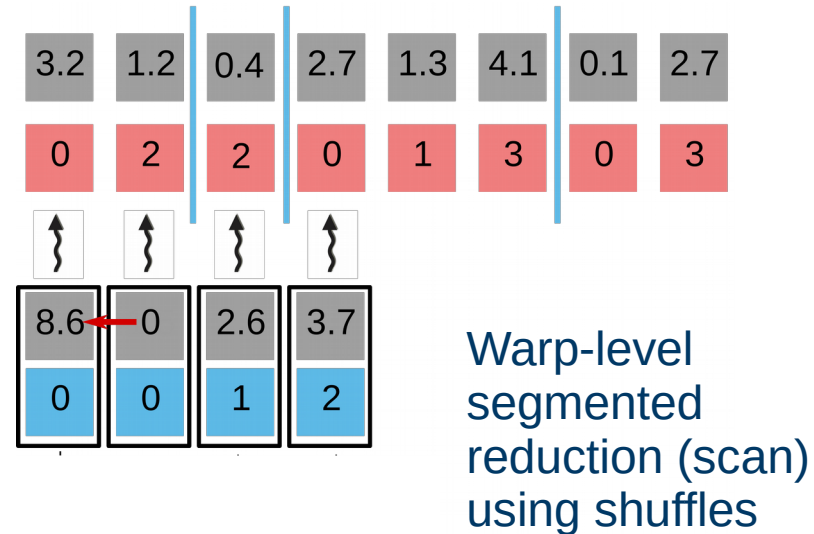 3.2 1.2 0.4 2.7 1.3 4.1 0.1 2.7
0 2 2 0 1 3 0 3
8.6 0 2.6 3.7
0 0 1 2
Warp-level
segmented
reduction (scan)
using shuffles